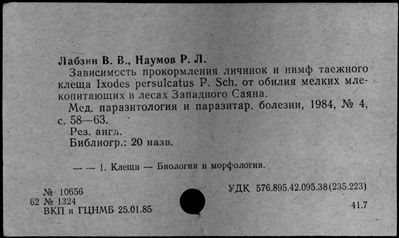 Лабзин В. В., Наумов Р. Л.
Зависимость прокормления личинок и нимф таежного
клеща Ixodes persulcatus P. Sch. от обилия мелких мле-
копитающих в лесах Западного Саяна.
Мед. паразитология и паразитар. болезни, 1984, № 4,
с. 58—63.
Рез. англ.
Библиогр.: 20 назв.
— — 1. Клещи — Биология и морфология.
№ 10656
УДК 576.895.42.095.38(235.223)
62 № 1324
ВКП и ГЦНМБ 25.01.85
41.7